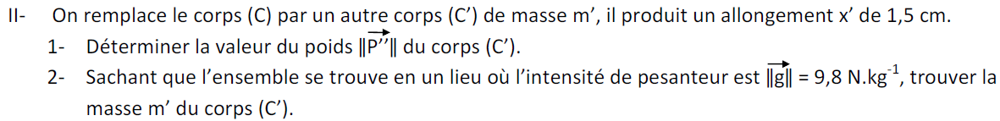 II- On remplace le corps (C) par un autre corps (C’) de masse m’, il produit un allongement x’ de 1,5 cm.
1- Déterminer la valeur du poids ||P’’|| du corps (C’).
2- Sachant que l’ensemble se trouve en un lieu où l’intensité de pesanteur est ||g|| = 9,8 N.kg⁻¹, trouver la
masse m’ du corps (C’).